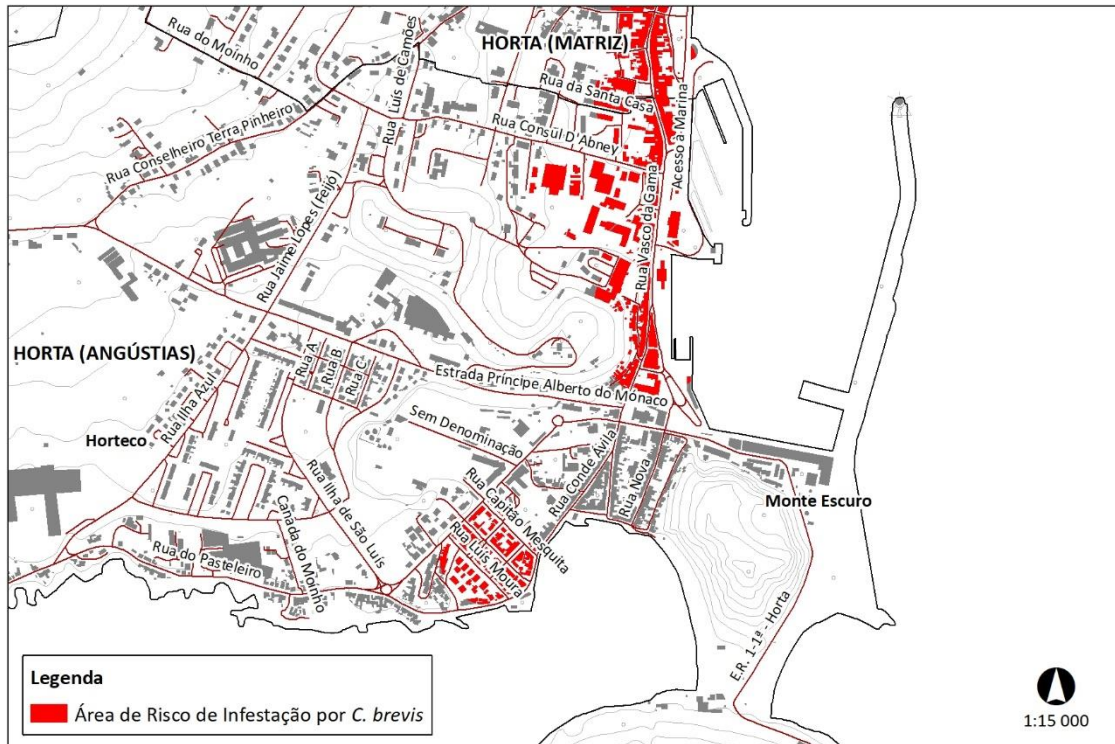 Rua do Moinho
Rua Luís de Camões
HORTA (MATRIZ)
Rua da Santa Casa
Acesso à Marina
Rua Conselheiro Terra Pinheiro
Rua Consul D'Abney
Rua Vasco da Gama
Rua Jaime Lopes (Feijó)
HORTA (ANGÚSTIAS)
Rua A
Rua B
Rua C
Estrada Príncipe Alberto do Mónaco
Rua Ilha Azul
Horteco
Sem Denominação
Rua Conde Ávila
Rua Nova
Monte Escuro
Rua Capitão Mesquita
Rua Ilha de São Luís
Rua Luís Moura
Canada do Moinho
Rua do Pasteleiro
E.R. 1-1ª - Horta
Legenda
Área de Risco de Infestação por C. brevis
1:15 000